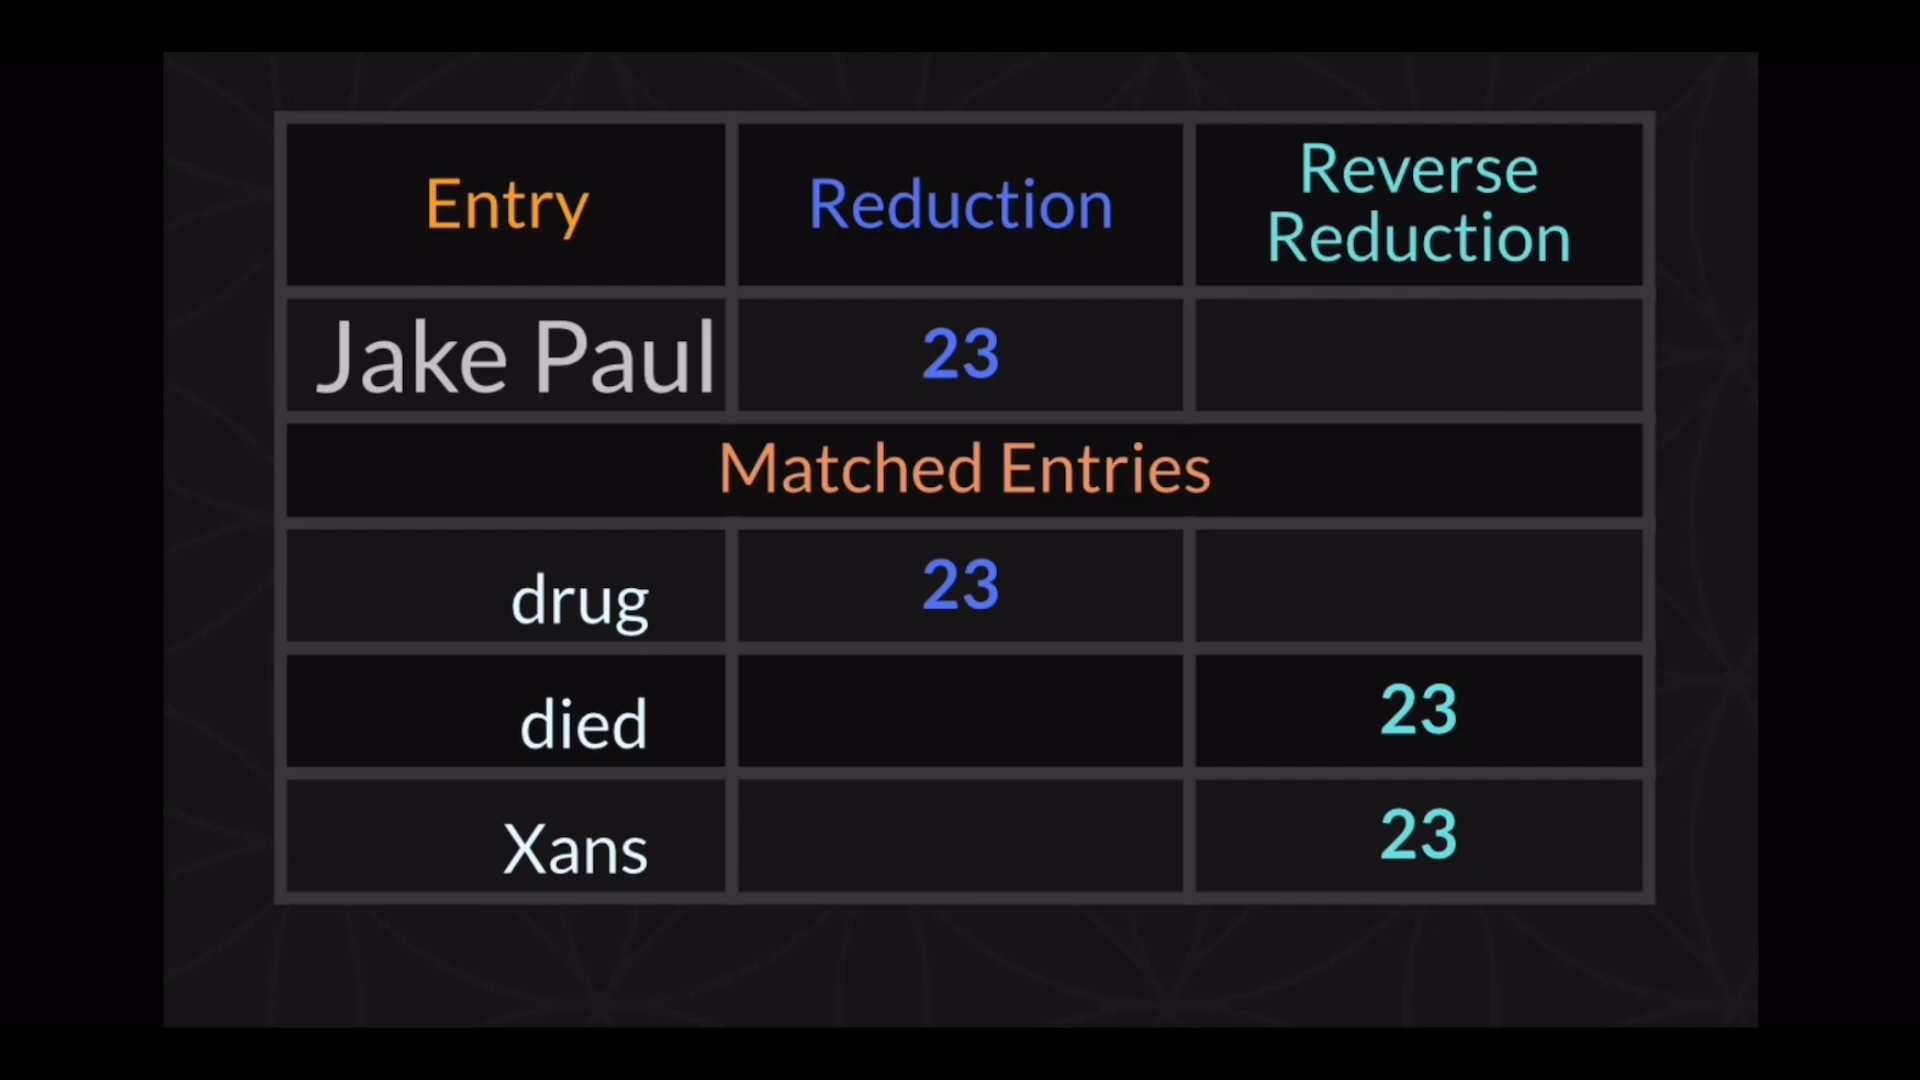 Entry Reduction Reverse Reduction
Jake Paul 23
Matched Entries
drug 23
died 23
Xans 23